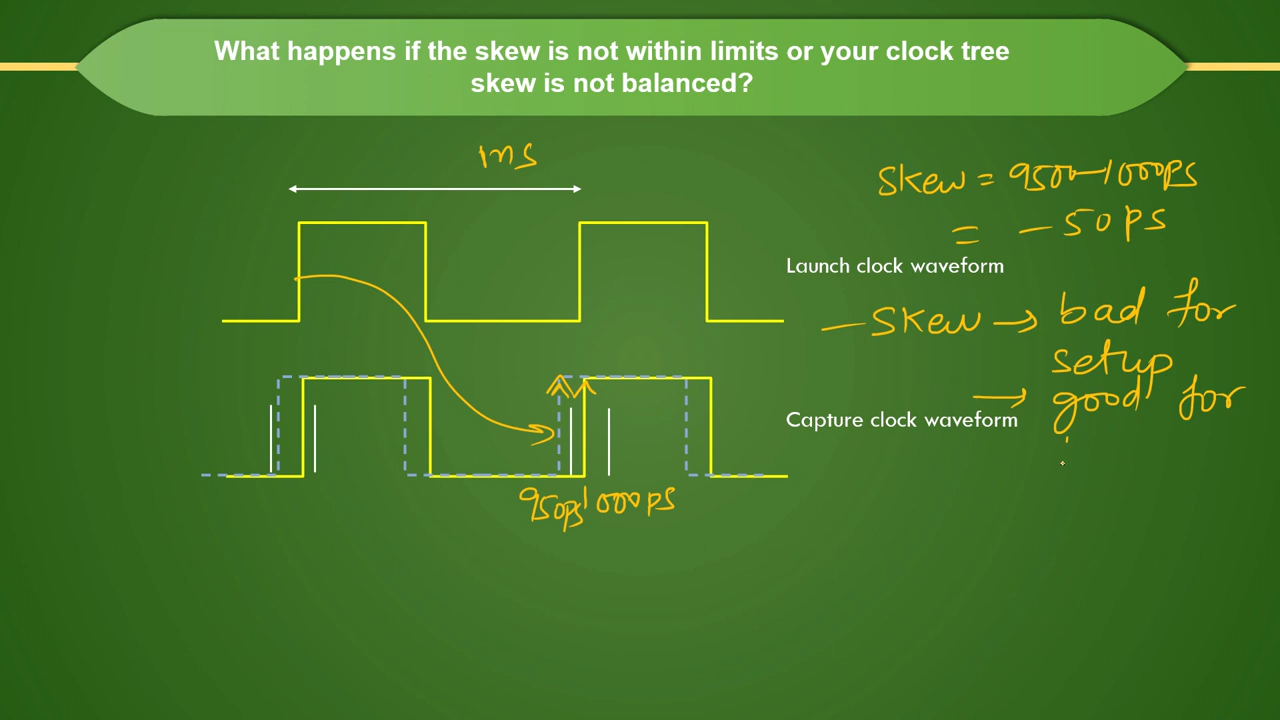 What happens if the skew is not within limits or your clock tree
skew is not balanced?
1ns
Skew = 950-1000ps
= -50ps
Launch clock waveform
-Skew → bad for
setup
→ good for
Capture clock waveform
950ps 1000ps